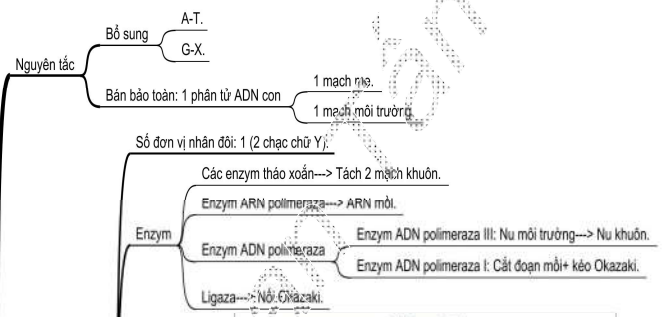 Nguyên tắc
Bổ sung
A-T.
G-X.
Bán bảo toàn: 1 phân tử ADN con
1 mạch mẹ.
1 mạch môi trường.
Số đơn vị nhân đôi: 1 (2 chạc chữ Y).
Enzym
Các enzym tháo xoắn---> Tách 2 mạch khuôn.
Enzym ARN polimeraza---> ARN mồi.
Enzym ADN polimeraza
Enzym ADN polimeraza III: Nu môi trường---> Nu khuôn.
Enzym ADN polimeraza I: Cắt đoạn mồi+ kéo Okazaki.
Ligaza---> Nối Okazaki.